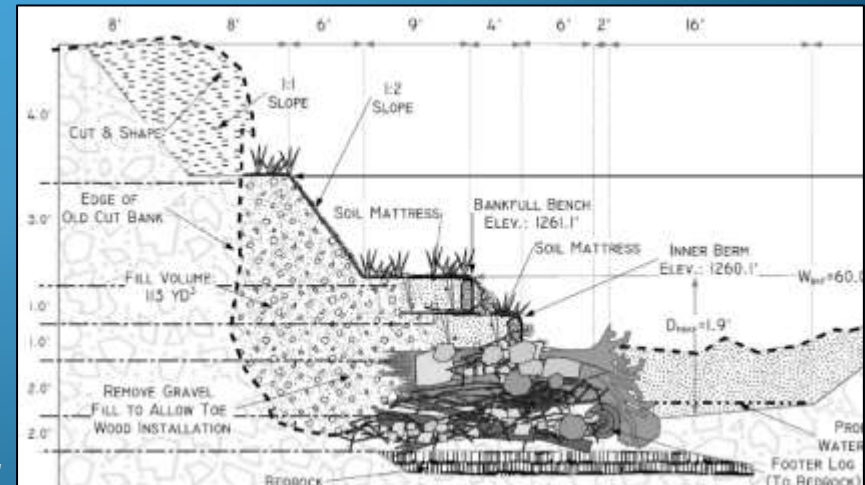 8' 8' 6' 9' 4' 6' 2' 16'
4.0'
1:1
SLOPE
1:2
SLOPE
CUT & SHAPE
EDGE OF
OLD CUT BANK
3.0'
SOIL MATTRESS
BANKFULL BENCH
ELEV.: 1261.1'
SOIL MATTRESS
INNER BERM
ELEV.: 1260.1'
FILL VOLUME
113 YD³
1.0'
1.0'
2.0'
2.0'
REMOVE GRAVEL
FILL TO ALLOW TOE
WOOD INSTALLATION
BEDROCK
WATER
FOOTER LOG
(TO BEDROCK)